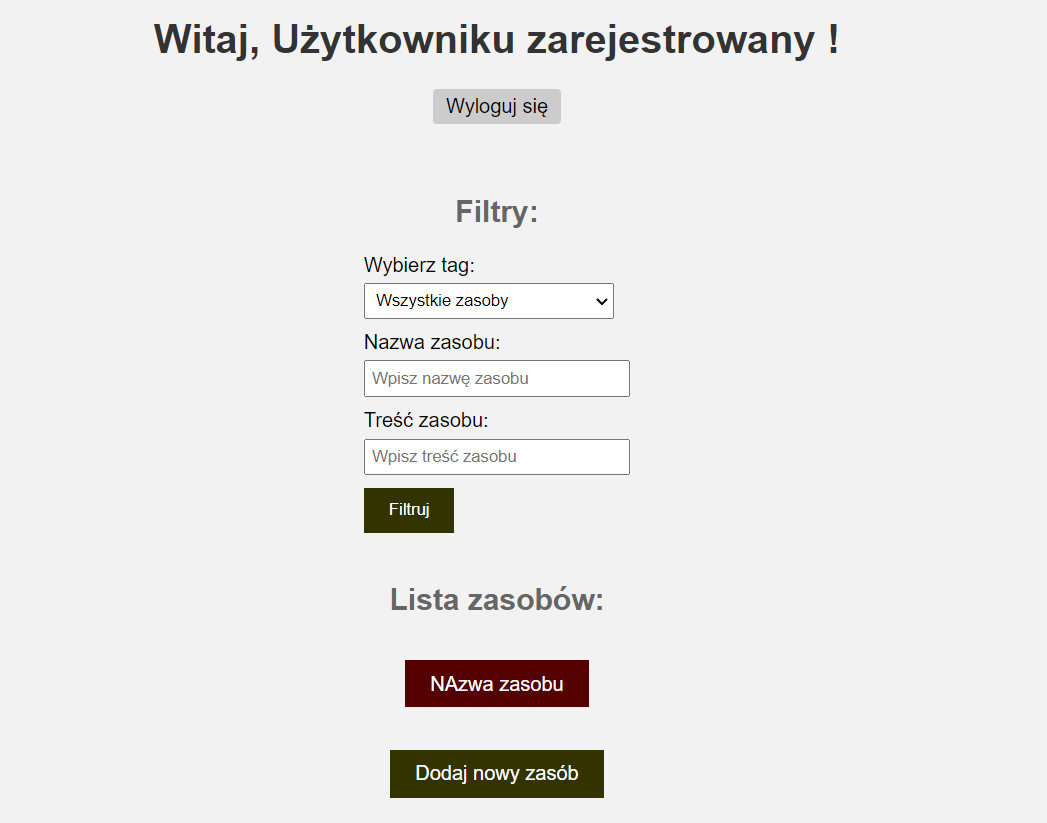 Witaj, Użytkowniku zarejestrowany !
Wyloguj się
Filtry:
Wybierz tag:
Wszystkie zasoby
Nazwa zasobu:
Wpisz nazwę zasobu
Treść zasobu:
Wpisz treść zasobu
Filtruj
Lista zasobów:
NAzwa zasobu
Dodaj nowy zasób